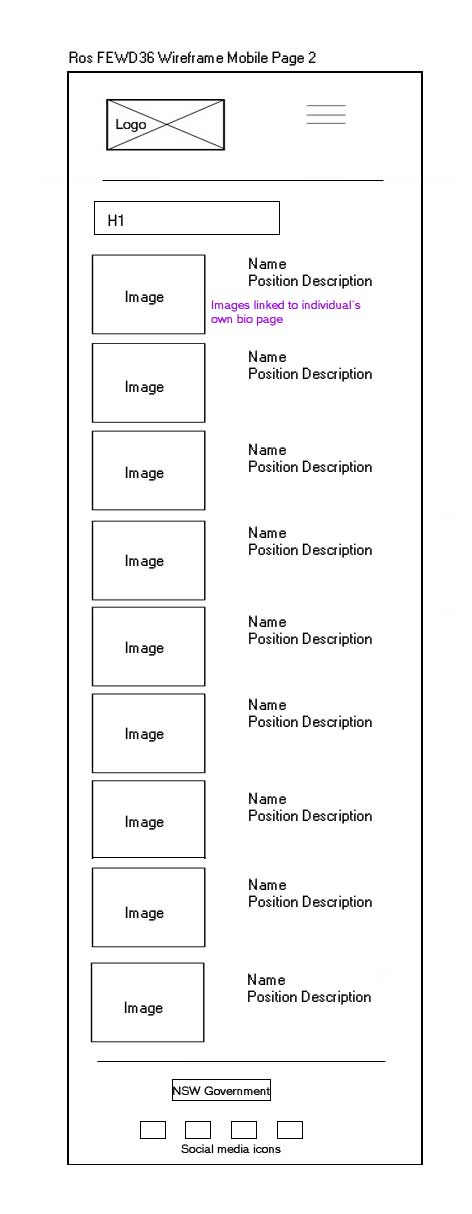 Ros FEWD36 Wireframe Mobile Page 2
Logo
H1
Image
Name
Position Description
Images linked to individual's
own bio page
Image
Name
Position Description
Image
Name
Position Description
Image
Name
Position Description
Image
Name
Position Description
Image
Name
Position Description
Image
Name
Position Description
Image
Name
Position Description
Image
Name
Position Description
NSW Government
Social media icons